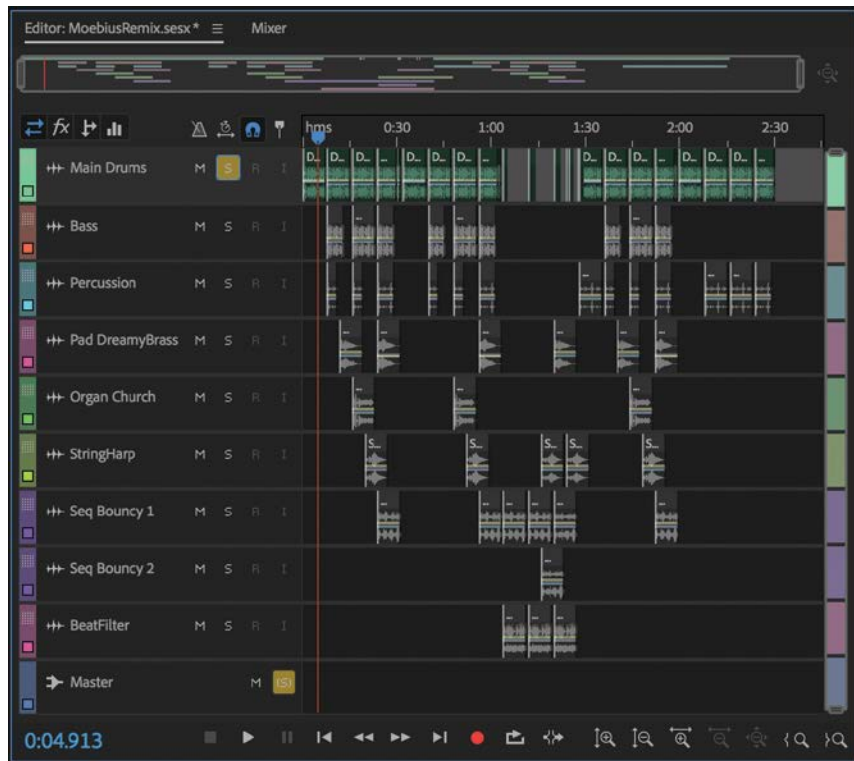 Editor: MoebiusRemix.sesx* Mixer
fx hms 0:30 1:00 1:30 2:00 2:30
Main Drums M S R I D... D... D... ... D... D... D... ... D... D... D... ... D... D... D... ...
Bass M S R I
Percussion M S R I
Pad DreamyBrass M S R I
Organ Church M S R I
StringHarp M S R I S... S... S... S... S...
Seq Bouncy 1 M S R I
Seq Bouncy 2 M S R I
BeatFilter M S R I
Master M (S)
0:04.913